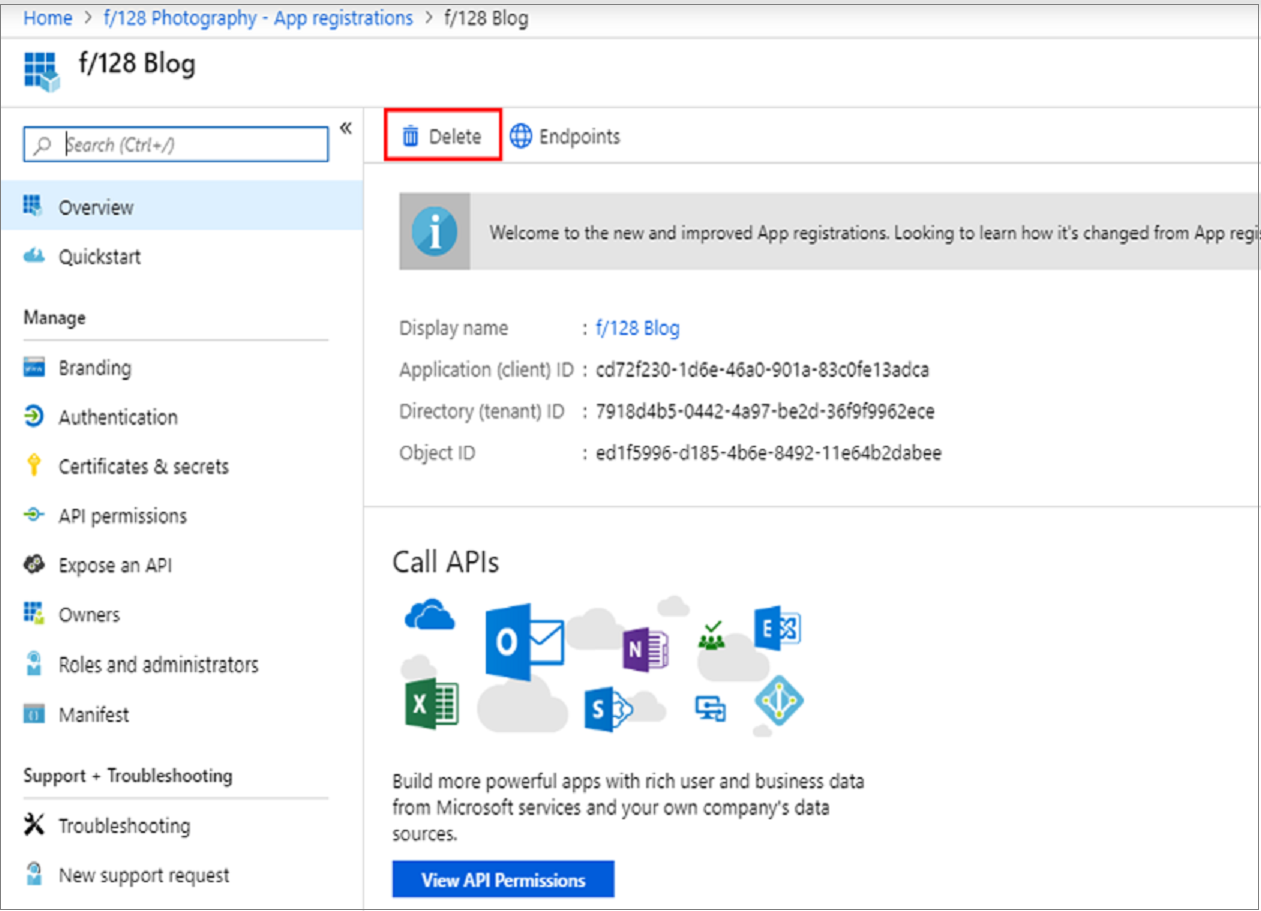 Home > f/128 Photography - App registrations > f/128 Blog
f/128 Blog
Search (Ctrl+/)
«
Delete
Endpoints
Overview
Quickstart
Welcome to the new and improved App registrations. Looking to learn how it's changed from App regi
Manage
Branding
Authentication
Certificates & secrets
API permissions
Expose an API
Owners
Roles and administrators
Manifest
Support + Troubleshooting
Troubleshooting
New support request
Display name : f/128 Blog
Application (client) ID : cd72f230-1d6e-46a0-901a-83c0fe13adca
Directory (tenant) ID : 7918d4b5-0442-4a97-be2d-36f9f9962ece
Object ID : ed1f5996-d185-4b6e-8492-11e64b2dabee
Call APIs
O
N
E
X
S
Build more powerful apps with rich user and business data
from Microsoft services and your own company's data
sources.
View API Permissions